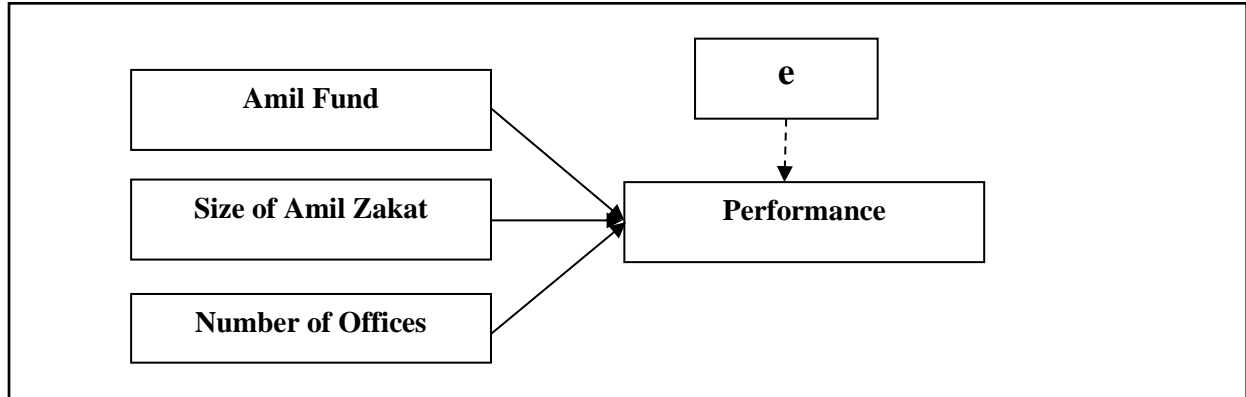 Amil Fund
e
Size of Amil Zakat
Performance
Number of Offices